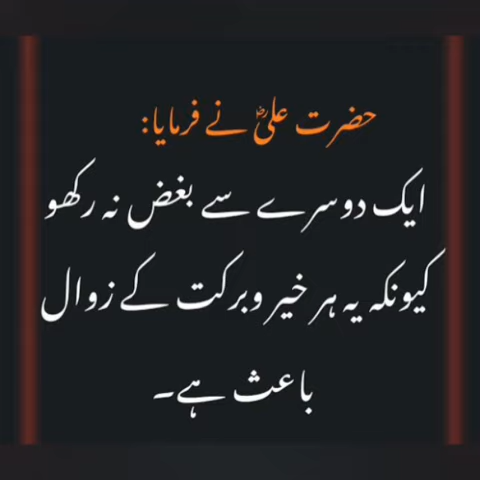 حضرت علیؓ نے فرمایا:
ایک دوسرے سے بغض نہ رکھو
کیونکہ یہ ہر خیر و برکت کے زوال
باعث ہے۔